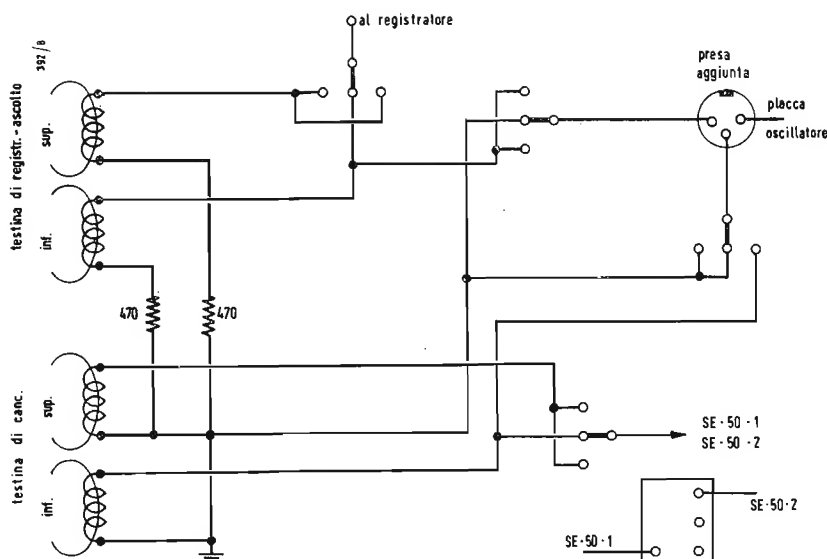 al registratore
392/B
presa
aggiunta
placca
oscillatore
testina di registr.-ascolto
sup.
inf.
470
470
testina di canc.
sup.
inf.
SE-50-1
SE-50-2
SE-50-2
SE-50-1